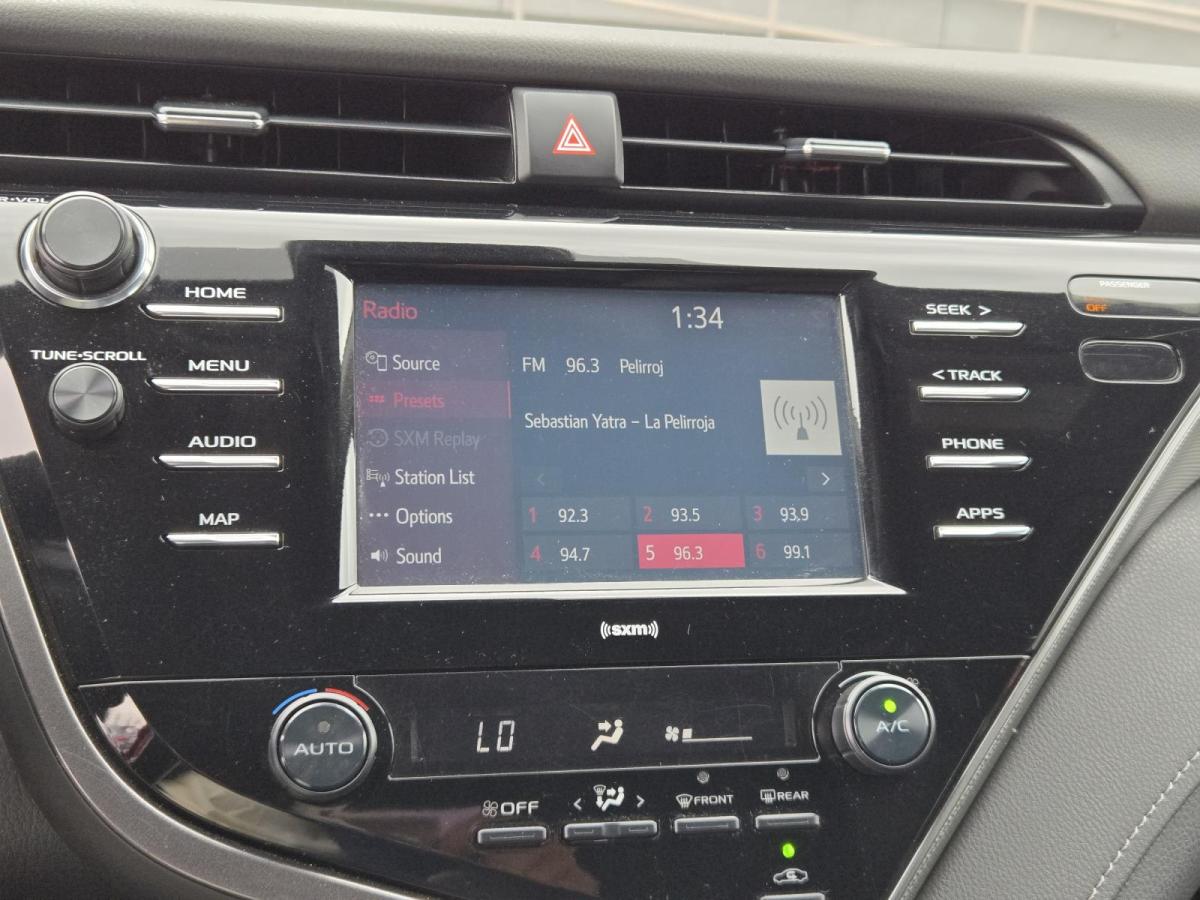 R·VOL
HOME
TUNE•SCROLL
MENU
AUDIO
MAP
Radio
1:34
Source
Presets
SXM Replay
Station List
Options
Sound
FM 96.3 Pelirroj
Sebastian Yatra – La Pelirroja
< >
1 92.3 2 93.5 3 93.9
4 94.7 5 96.3 6 99.1
SEEK >
< TRACK
PHONE
APPS
PASSENGER
OFF
((sxm))
AUTO
LO
A/C
OFF
< >
FRONT
REAR